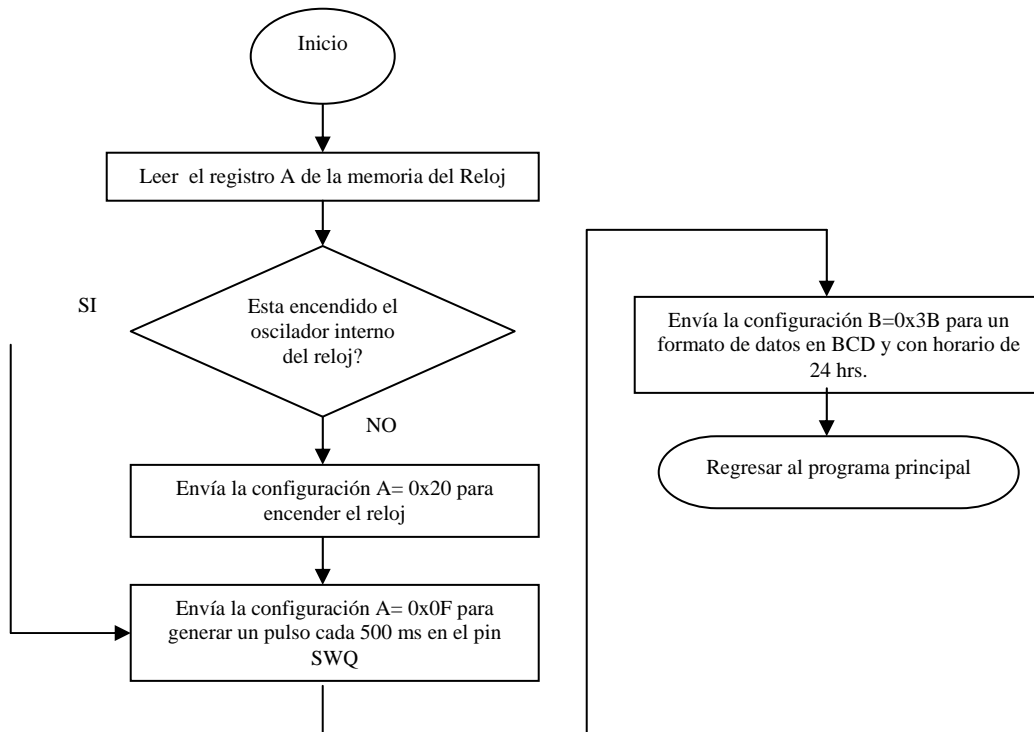 Inicio
Leer el registro A de la memoria del Reloj
SI
Esta encendido el
oscilador interno
del reloj?
NO
Envía la configuración A= 0x20 para
encender el reloj
Envía la configuración A= 0x0F para
generar un pulso cada 500 ms en el pin
SWQ
Envía la configuración B=0x3B para un
formato de datos en BCD y con horario de
24 hrs.
Regresar al programa principal